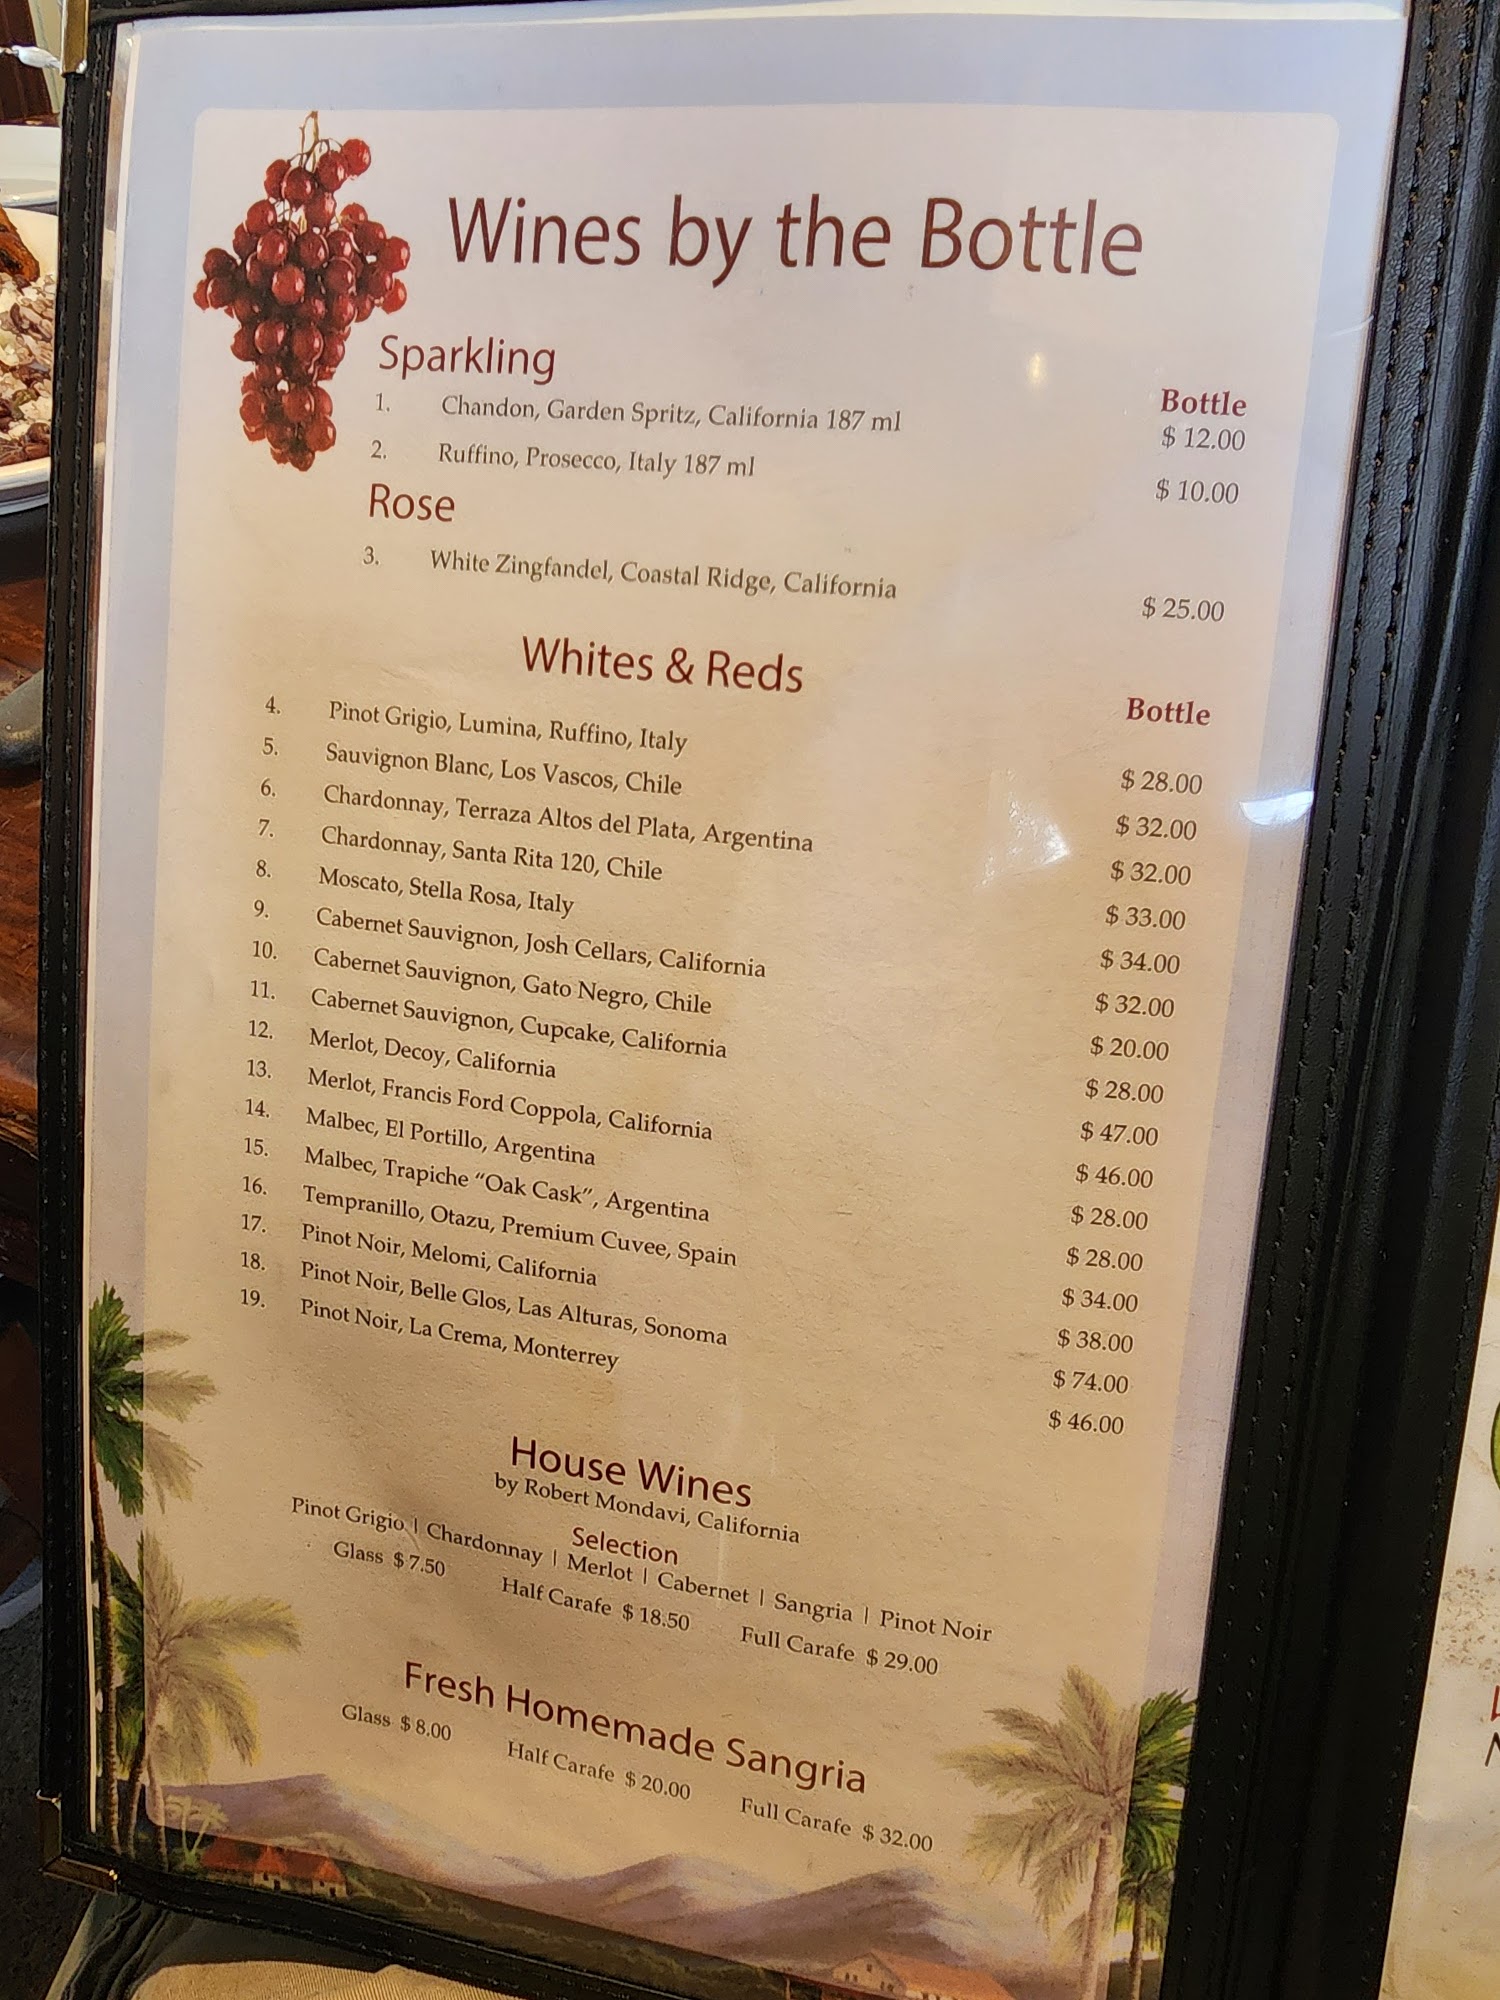 Wines by the Bottle
Sparkling
Bottle
1. Chandon, Garden Spritz, California 187 ml $ 12.00
2. Ruffino, Prosecco, Italy 187 ml $ 10.00
Rose
3. White Zingfandel, Coastal Ridge, California $ 25.00
Whites & Reds
Bottle
4. Pinot Grigio, Lumina, Ruffino, Italy $ 28.00
5. Sauvignon Blanc, Los Vascos, Chile $ 32.00
6. Chardonnay, Terraza Altos del Plata, Argentina $ 32.00
7. Chardonnay, Santa Rita 120, Chile $ 33.00
8. Moscato, Stella Rosa, Italy $ 34.00
9. Cabernet Sauvignon, Josh Cellars, California $ 32.00
10. Cabernet Sauvignon, Gato Negro, Chile $ 20.00
11. Cabernet Sauvignon, Cupcake, California $ 28.00
12. Merlot, Decoy, California $ 47.00
13. Merlot, Francis Ford Coppola, California $ 46.00
14. Malbec, El Portillo, Argentina $ 28.00
15. Malbec, Trapiche “Oak Cask”, Argentina $ 28.00
16. Tempranillo, Otazu, Premium Cuvee, Spain $ 34.00
17. Pinot Noir, Melomi, California $ 38.00
18. Pinot Noir, Belle Glos, Las Alturas, Sonoma $ 74.00
19. Pinot Noir, La Crema, Monterrey $ 46.00
House Wines
by Robert Mondavi, California
Selection
Pinot Grigio | Chardonnay | Merlot | Cabernet | Sangria | Pinot Noir
Glass $ 7.50 Half Carafe $ 18.50 Full Carafe $ 29.00
Fresh Homemade Sangria
Glass $ 8.00 Half Carafe $ 20.00 Full Carafe $ 32.00